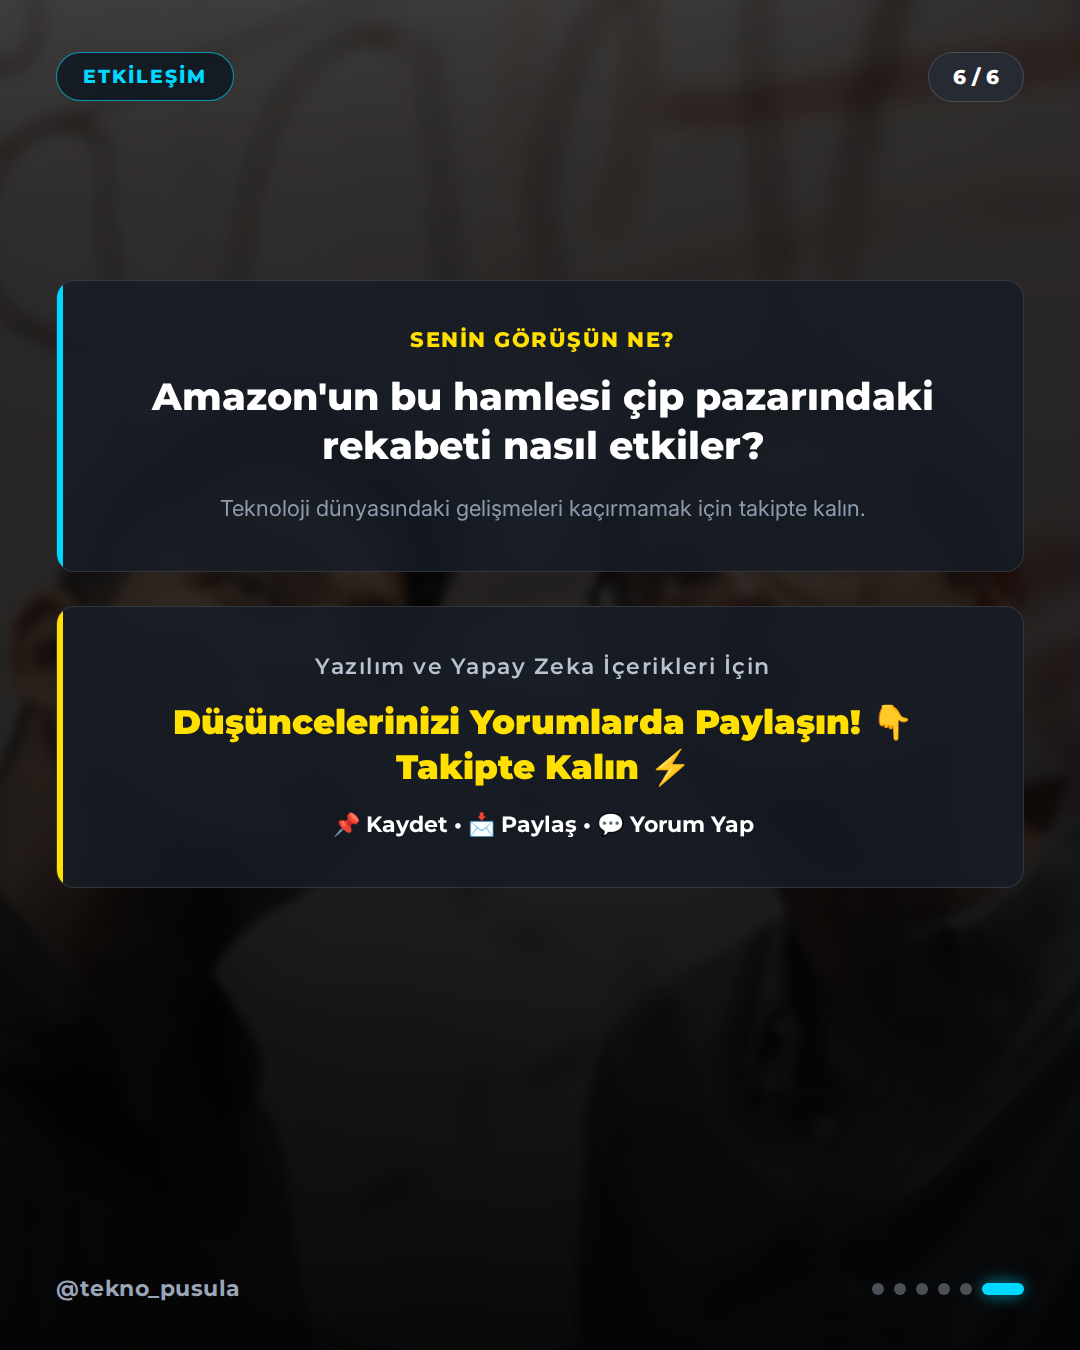 ETKİLEŞİM
6 / 6
SENİN GÖRÜŞÜN NE?
Amazon'un bu hamlesi çip pazarındaki
rekabeti nasıl etkiler?
Teknoloji dünyasındaki gelişmeleri kaçırmamak için takipte kalın.
Yazılım ve Yapay Zeka İçerikleri İçin
Düşüncelerinizi Yorumlarda Paylaşın! 👇
Takipte Kalın ⚡
📌 Kaydet • 📩 Paylaş • 💬 Yorum Yap
@tekno_pusula